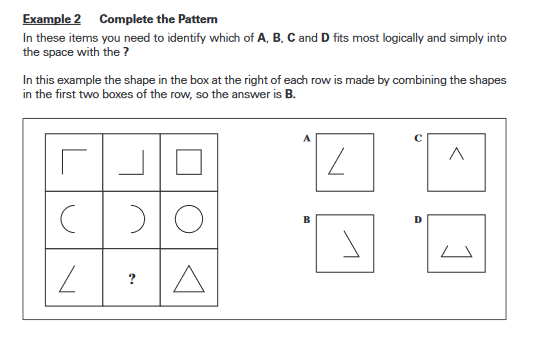 Example 2 Complete the Pattern
In these items you need to identify which of A, B, C and D fits most logically and simply into
the space with the ?
In this example the shape in the box at the right of each row is made by combining the shapes
in the first two boxes of the row, so the answer is B.
A
C
B
D
?